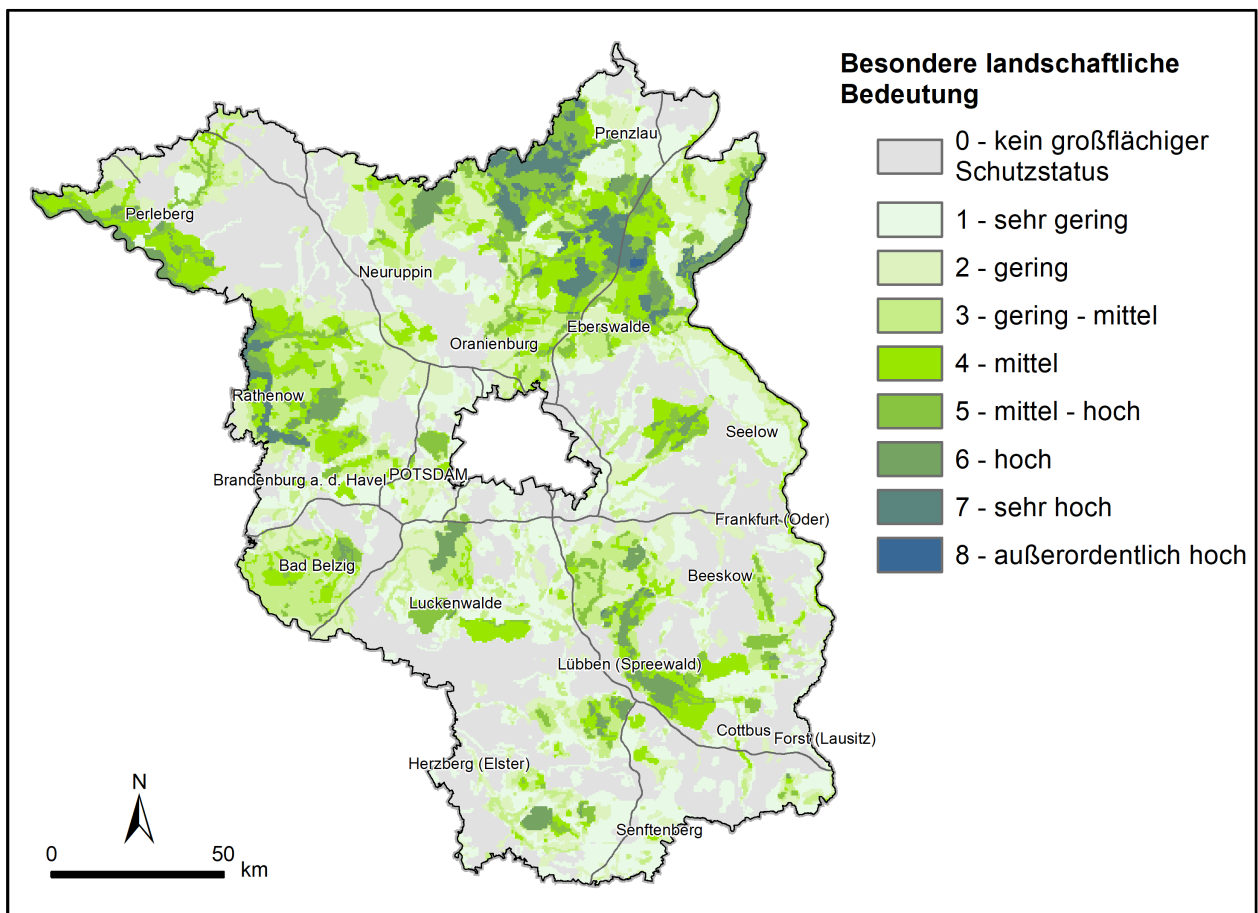 Besondere landschaftliche
Bedeutung
0 - kein großflächiger
Schutzstatus
1 - sehr gering
2 - gering
3 - gering - mittel
4 - mittel
5 - mittel - hoch
6 - hoch
7 - sehr hoch
8 - außerordentlich hoch
Prenzlau
Perleberg
Neuruppin
Eberswalde
Oranienburg
Rathenow
Seelow
Brandenburg a. d. Havel
POTSDAM
Frankfurt (Oder)
Bad Belzig
Beeskow
Luckenwalde
Lübben (Spreewald)
Cottbus
Forst (Lausitz)
Herzberg (Elster)
Senftenberg
N
0 50
km